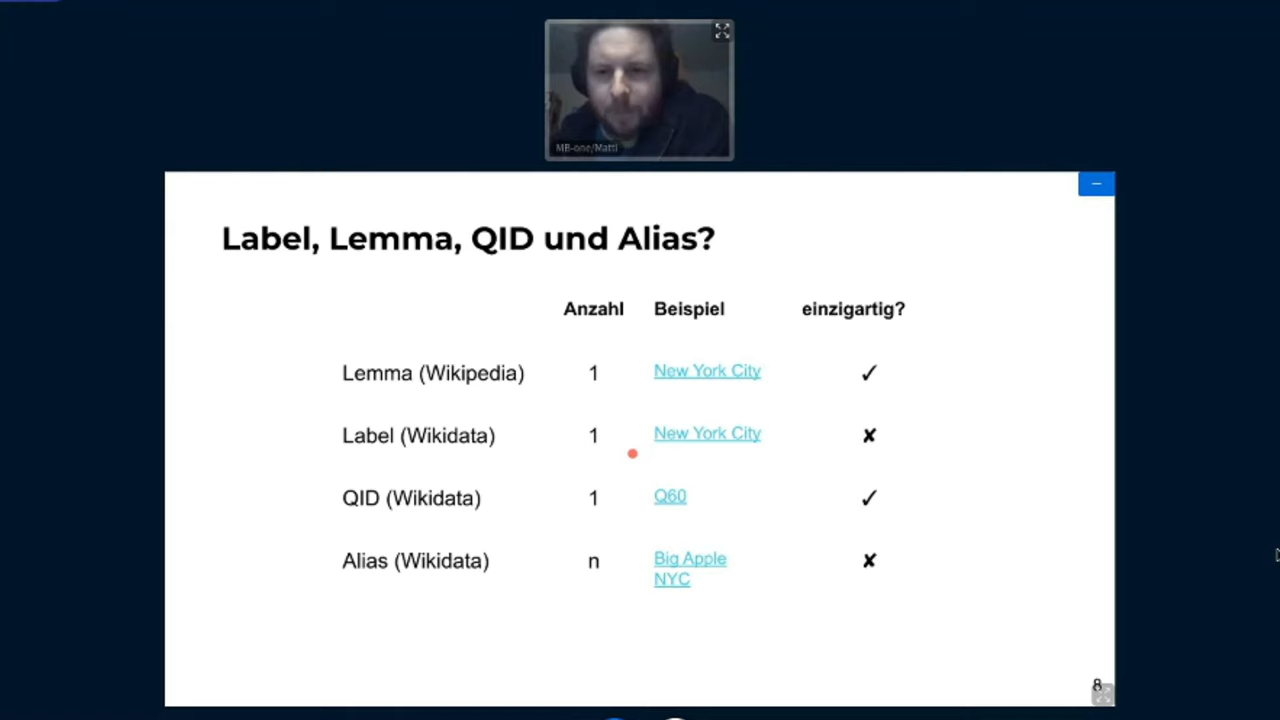 MB-one/Matti
Label, Lemma, QID und Alias?
Anzahl Beispiel einzigartig?
Lemma (Wikipedia) 1 New York City ✓
Label (Wikidata) 1 New York City ✘
QID (Wikidata) 1 Q60 ✓
Alias (Wikidata) n Big Apple
NYC ✘
8